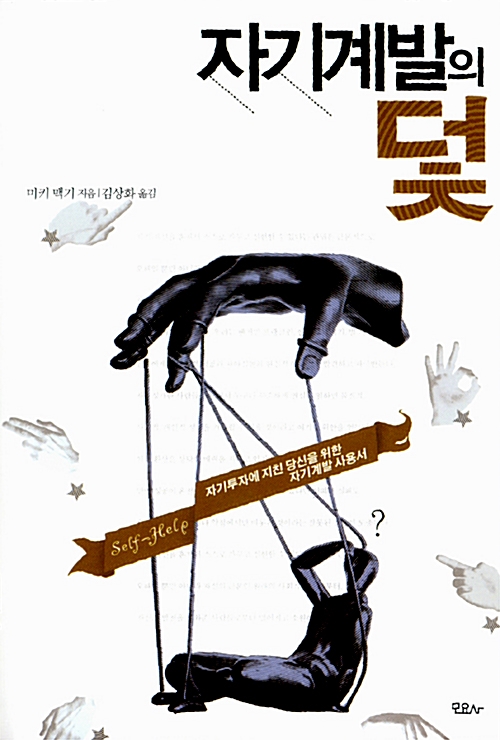 자기계발의
덫
미키 맥기 지음 | 김상화 옮김
자기투자에 지친 당신을 위한
자기계발 사용서
Self-Help
?
모요사